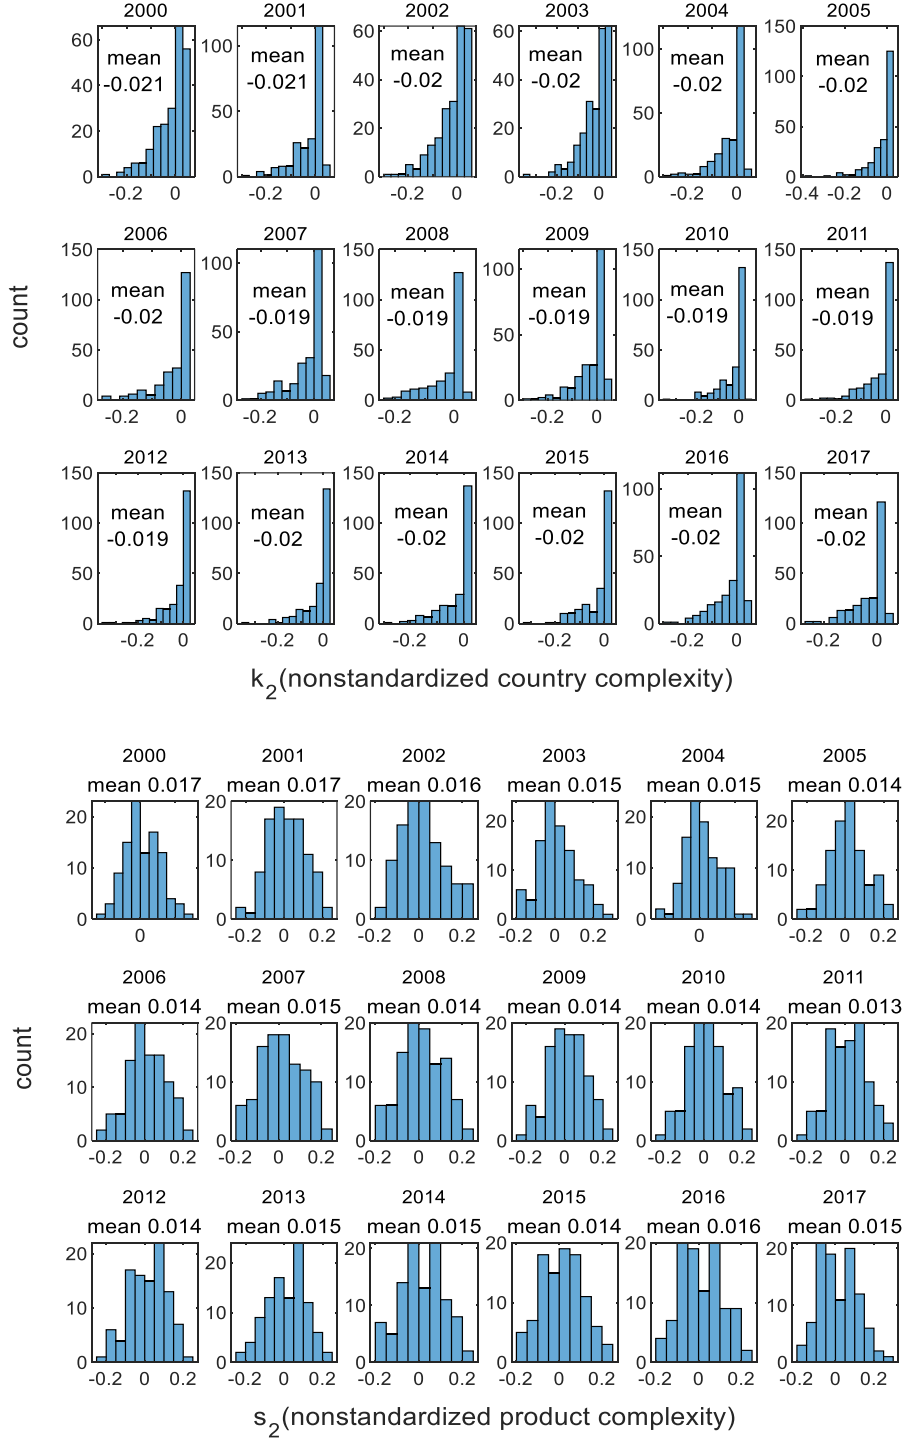 2000 2001 2002 2003 2004 2005
60 40 20 0 mean -0.021 -0.2 0
100 50 0 mean -0.021 -0.2 0
60 40 20 0 mean -0.02 -0.2 0
60 40 20 0 mean -0.02 -0.2 0
100 50 0 mean -0.02 -0.2 0
150 100 50 0 mean -0.02 -0.4 -0.2 0
count
2006 2007 2008 2009 2010 2011
150 100 50 0 mean -0.02 -0.2 0
100 50 0 mean -0.019 -0.2 0
150 100 50 0 mean -0.019 -0.2 0
100 50 0 mean -0.019 -0.2 0
150 100 50 0 mean -0.019 -0.2 0
150 100 50 0 mean -0.019 -0.2 0
2012 2013 2014 2015 2016 2017
150 100 50 0 mean -0.019 -0.2 0
150 100 50 0 mean -0.02 -0.2 0
150 100 50 0 mean -0.02 -0.2 0
150 100 50 0 mean -0.02 -0.2 0
100 50 0 mean -0.02 -0.2 0
150 100 50 0 mean -0.02 -0.2 0
k2(nonstandardized country complexity)
2000 2001 2002 2003 2004 2005
mean 0.017 mean 0.017 mean 0.016 mean 0.015 mean 0.015 mean 0.014
20 10 0 0
20 10 0 -0.2 0 0.2
20 10 0 -0.2 0 0.2
20 10 0 -0.2 0 0.2
20 10 0 0
20 10 0 -0.2 0 0.2
count
2006 2007 2008 2009 2010 2011
mean 0.014 mean 0.015 mean 0.014 mean 0.014 mean 0.014 mean 0.013
20 10 0 -0.2 0 0.2
20 10 0 -0.2 0 0.2
20 10 0 -0.2 0 0.2
20 10 0 -0.2 0 0.2
20 10 0 -0.2 0 0.2
20 10 0 -0.2 0 0.2
2012 2013 2014 2015 2016 2017
mean 0.014 mean 0.015 mean 0.015 mean 0.014 mean 0.016 mean 0.015
20 10 0 -0.2 0 0.2
20 10 0 -0.2 0 0.2
20 10 0 -0.2 0 0.2
20 10 0 -0.2 0 0.2
20 10 0 -0.2 0 0.2
20 10 0 -0.2 0 0.2
s2(nonstandardized product complexity)